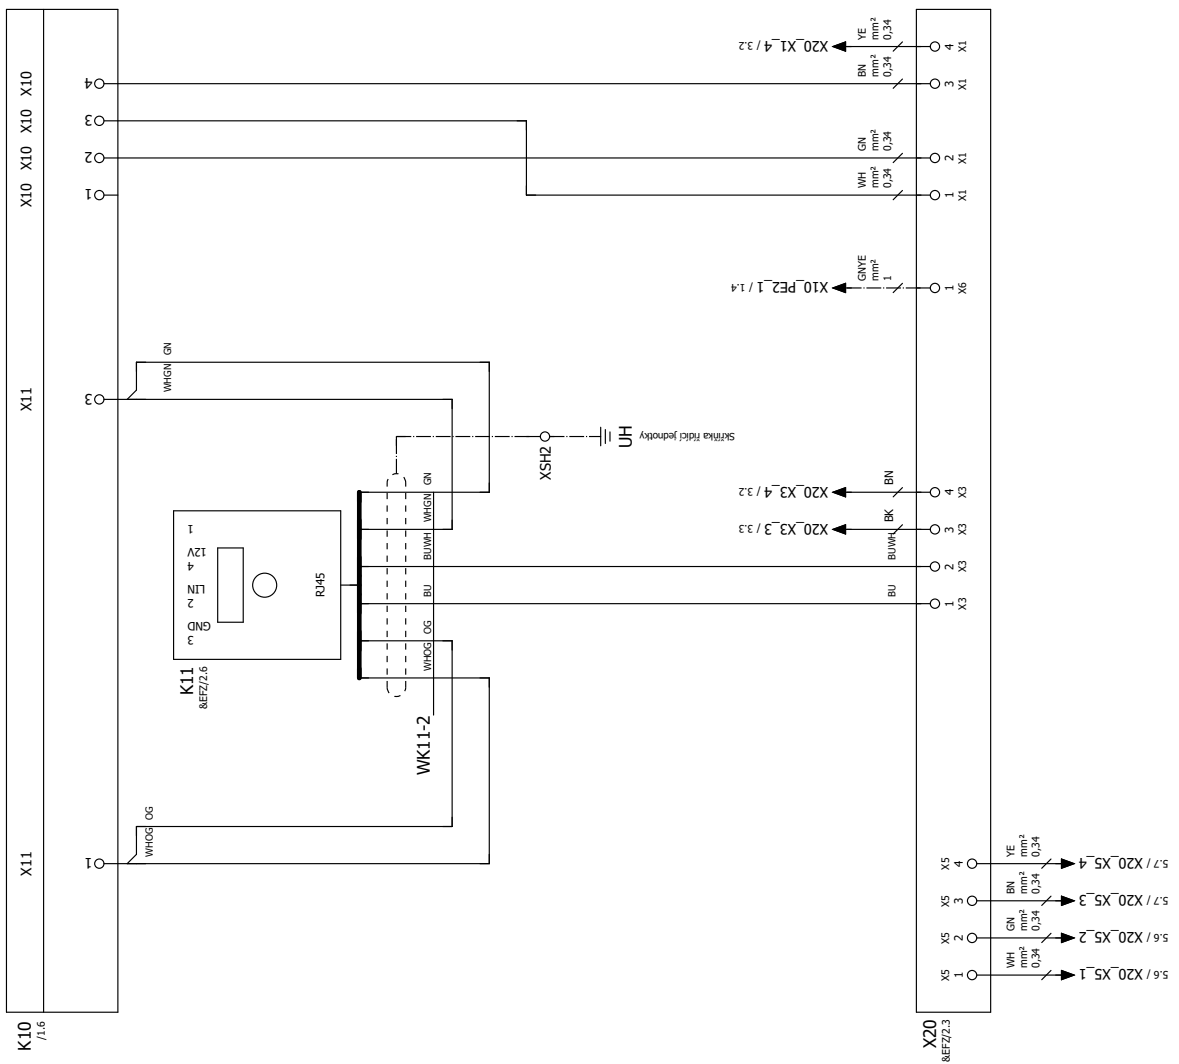 X10
4
X10
3
X10
2
X10
1
X11
3
X11
1
K10
/1.6
X20_X1_4 / 3.2
YE
mm²
0,34
4
X1
BN
mm²
0,34
3
X1
GN
mm²
0,34
2
X1
WH
mm²
0,34
1
X1
X10_PE2_1 / 1.4
GNYE
mm²
1
1
X6
GN
WHGN
XSH2
UH
Skříňka řídicí jednotky
1
12V
4
LIN
2
GND
3
RJ45
K11
&EFZ/2.6
GN
WHGN
BUWH
BU
OG
WHOG
WK11-2
X20_X3_4 / 3.2
BN
4
X3
X20_X3_3 / 3.3
BK
3
X3
BUWH
2
X3
BU
1
X3
OG
WHOG
X5
4
YE
mm²
0,34
5.7 / X20_X5_4
X5
3
BN
mm²
0,34
5.7 / X20_X5_3
X5
2
GN
mm²
0,34
5.6 / X20_X5_2
X5
1
WH
mm²
0,34
5.6 / X20_X5_1
X20
&EFZ/2.3